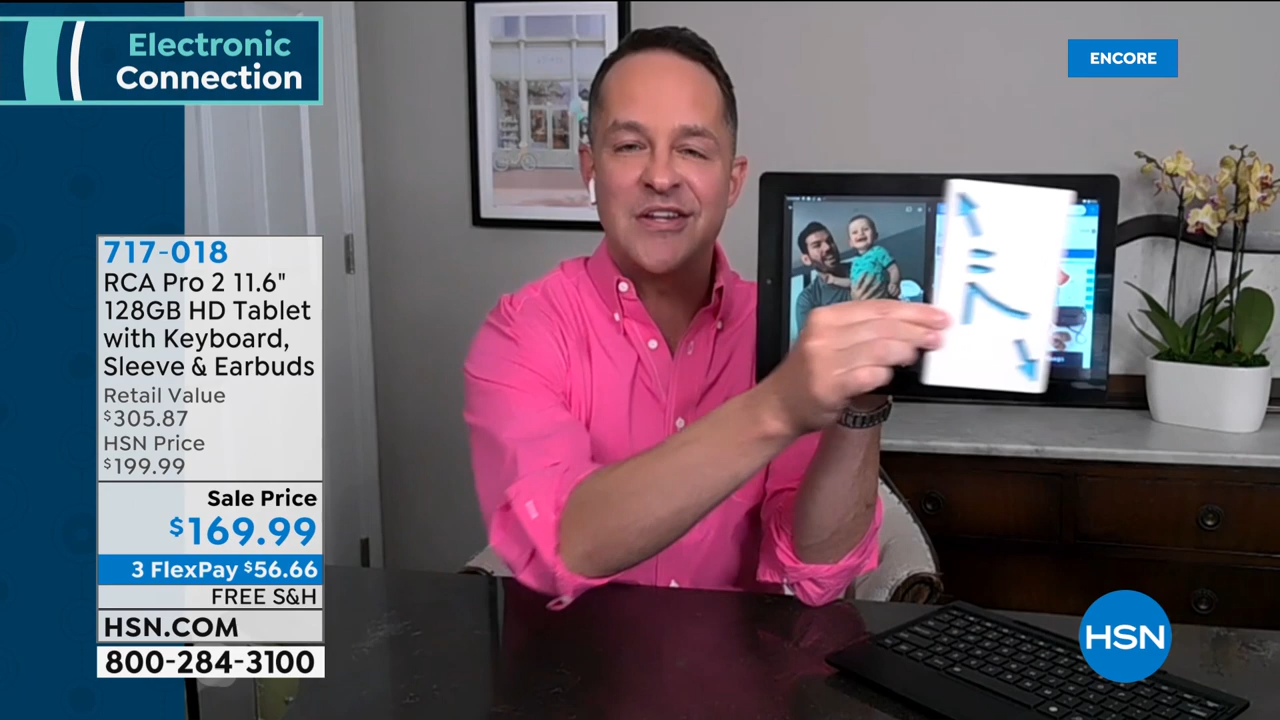 Electronic
Connection
ENCORE
717-018
RCA Pro 2 11.6"
128GB HD Tablet
with Keyboard,
Sleeve & Earbuds
Retail Value
$305.87
HSN Price
$199.99
Sale Price
$169.99
3 FlexPay $56.66
FREE S&H
HSN.COM
800-284-3100
HSN